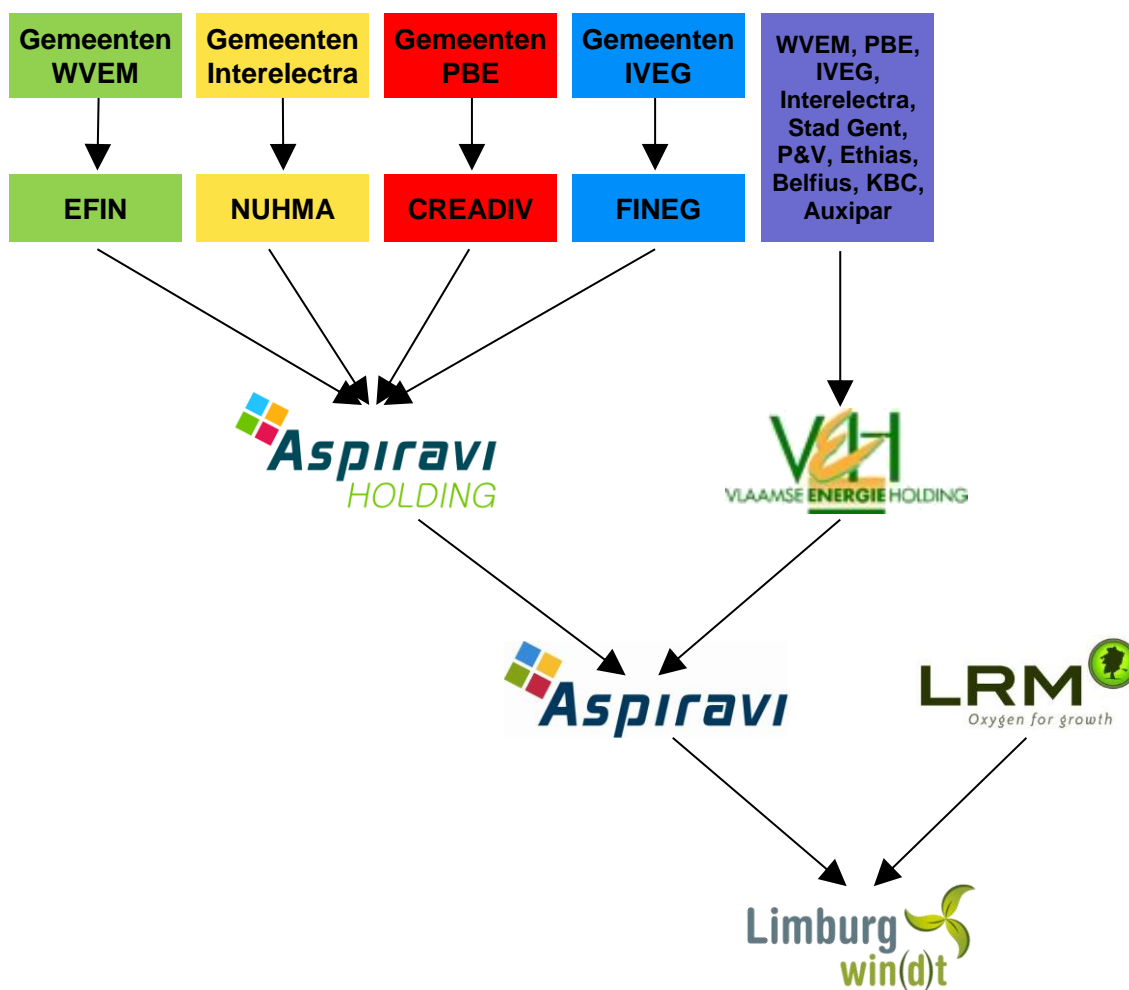 Gemeenten
WVEM
Gemeenten
Interelectra
Gemeenten
PBE
Gemeenten
IVEG
WVEM, PBE,
IVEG,
Interelectra,
Stad Gent,
P&V, Ethias,
Belfius, KBC,
Auxipar
EFIN
NUHMA
CREADIV
FINEG
Aspiravi
HOLDING
VEH
VLAAMSE ENERGIE HOLDING
Aspiravi
LRM
Oxygen for growth
Limburg
win(d)t